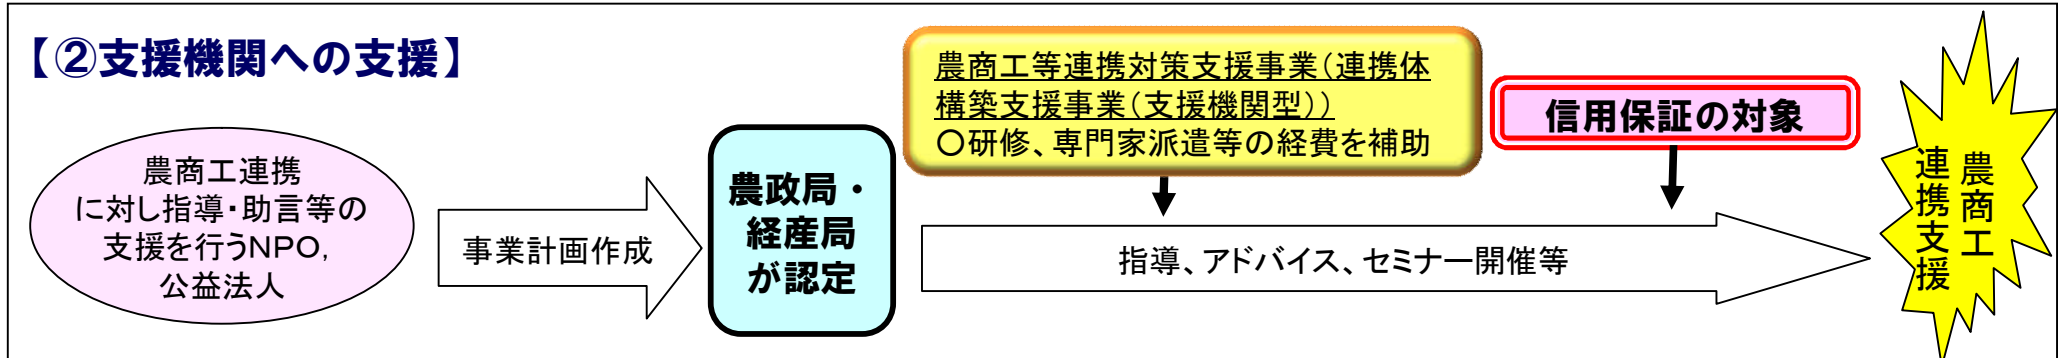 【②支援機関への支援】
農商工連携
に対し指導・助言等の
支援を行うNPO,
公益法人
事業計画作成
農政局・
経産局
が認定
農商工等連携対策支援事業(連携体
構築支援事業(支援機関型))
○研修、専門家派遣等の経費を補助
信用保証の対象
指導、アドバイス、セミナー開催等
農商工
連携支援